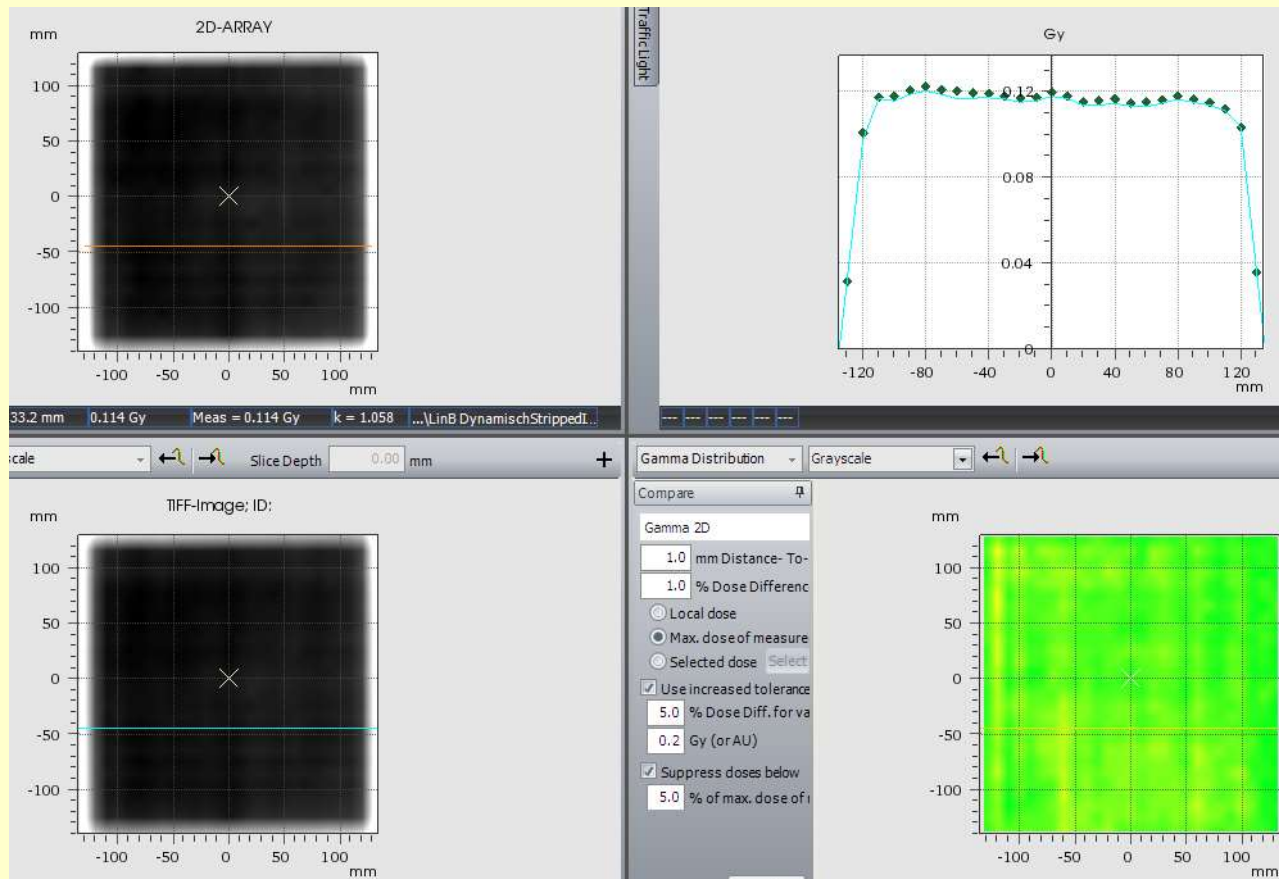 2D-ARRAY
mm
100
50
0
-50
-100
-100 -50 0 50 100
mm
33.2 mm 0.114 Gy Meas = 0.114 Gy k = 1.058 ...\LinB DynamischStrippedI...
Traffic Light
Gy
0.12
0.08
0.04
0
-120 -80 -40 0 40 80 120
mm
--- --- --- --- --- ---
scale Slice Depth 0.00 mm
TIFF-Image; ID:
mm
100
50
0
-50
-100
-100 -50 0 50 100
mm
Gamma Distribution Grayscale
Compare
Gamma 2D
1.0 mm Distance- To-
1.0 % Dose Differenc
Local dose
Max. dose of measure
Selected dose Select
Use increased tolerance
5.0 % Dose Diff. for va
0.2 Gy (or AU)
Suppress doses below
5.0 % of max. dose of
mm
100
50
0
-50
-100
-100 -50 0 50 100
mm